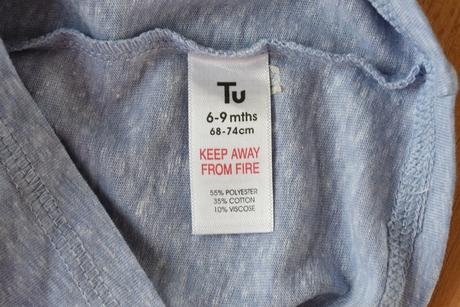 Tu
6-9 mths
68-74cm
KEEP AWAY
FROM FIRE
55% POLYESTER
35% COTTON
10% VISCOSE